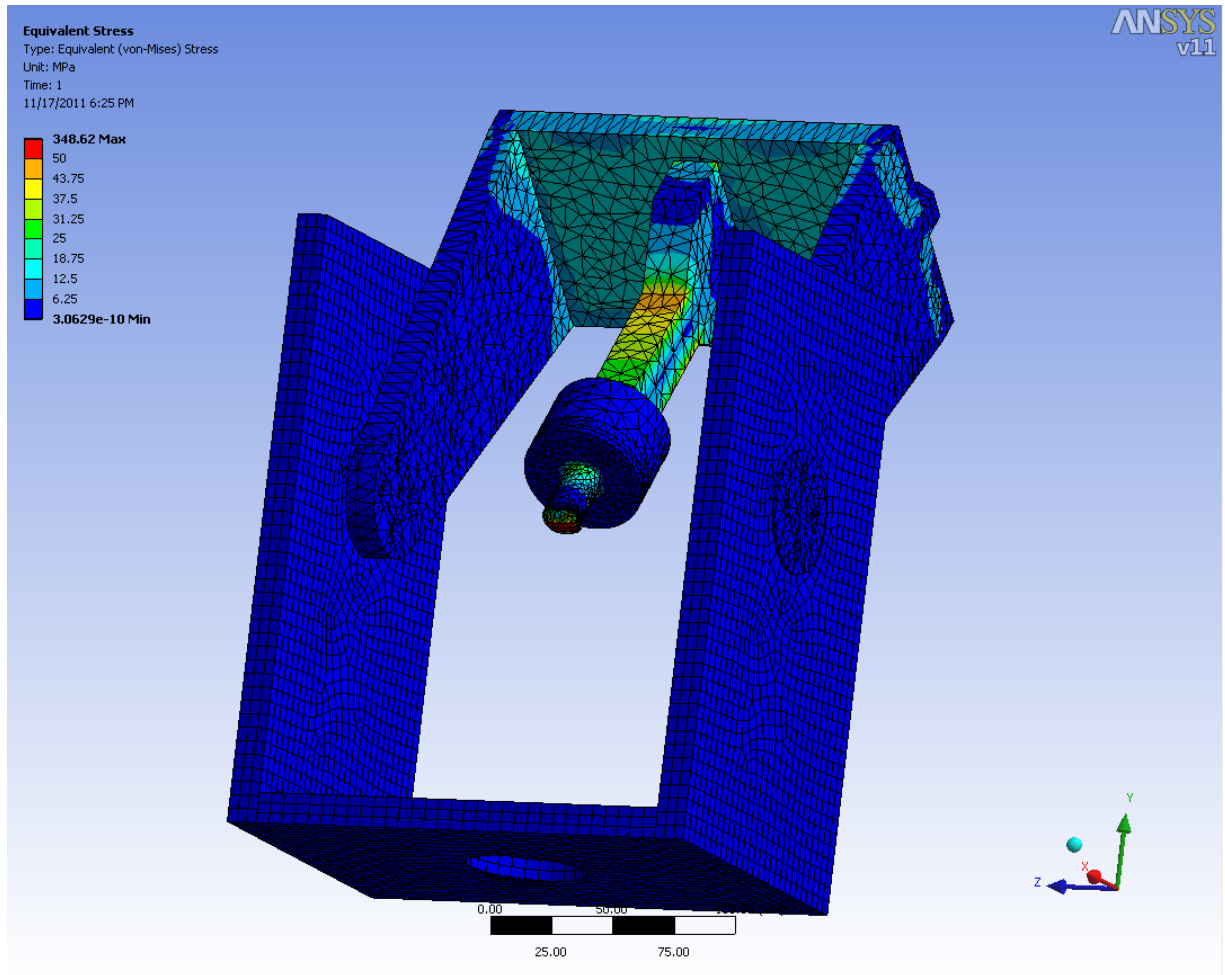 Equivalent Stress
Type: Equivalent (von-Mises) Stress
Unit: MPa
Time: 1
11/17/2011 6:25 PM
ANSYS
v11
348.62 Max
50
43.75
37.5
31.25
25
18.75
12.5
6.25
3.0629e-10 Min
Y
X
Z
0.00
50.00
25.00
75.00